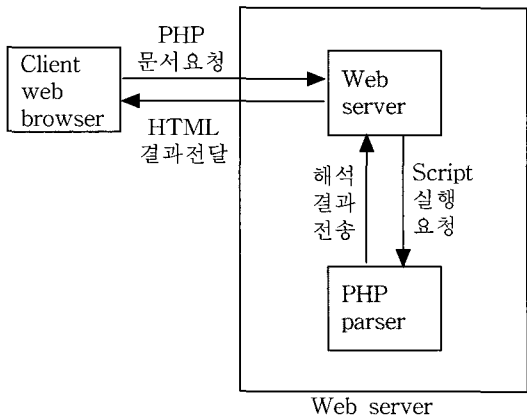 PHP
문서요청
Client
web
browser
Web
server
HTML
결과전달
해석
결과
전송
Script
실행
요청
PHP
parser
Web server